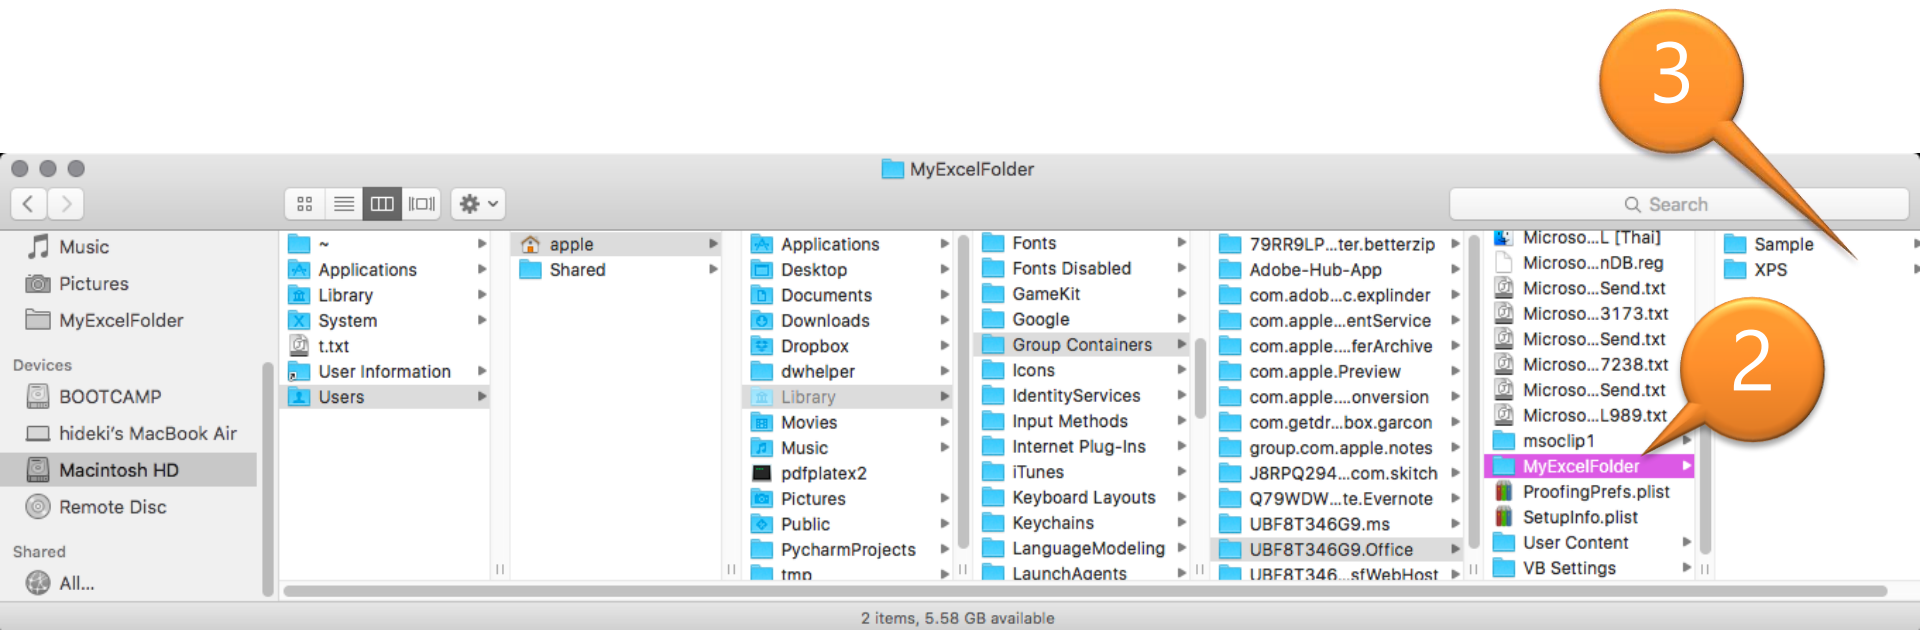 3
MyExcelFolder
Search
Music
Pictures
MyExcelFolder
Devices
BOOTCAMP
hideki's MacBook Air
Macintosh HD
Remote Disc
Shared
All...
~
Applications
Library
System
t.txt
User Information
Users
apple
Shared
Applications
Desktop
Documents
Downloads
Dropbox
dwhelper
Library
Movies
Music
pdfplatex2
Pictures
Public
PycharmProjects
tmp
Fonts
Fonts Disabled
GameKit
Google
Group Containers
Icons
IdentityServices
Input Methods
Internet Plug-Ins
iTunes
Keyboard Layouts
Keychains
LanguageModeling
LaunchAgents
79RR9LP...ter.betterzip
Adobe-Hub-App
com.adob...c.explinder
com.apple...entService
com.apple....ferArchive
com.apple.Preview
com.apple....onversion
com.getdr...box.garcon
group.com.apple.notes
J8RPQ294...com.skitch
Q79WDW...te.Evernote
UBF8T346G9.ms
UBF8T346G9.Office
UBF8T346...sfWebHost
Microso...L [Thai]
Microso...nDB.reg
Microso...Send.txt
Microso...3173.txt
Microso...Send.txt
Microso...7238.txt
Microso...Send.txt
Microso...L989.txt
msoclip1
MyExcelFolder
ProofingPrefs.plist
SetupInfo.plist
User Content
VB Settings
Sample
XPS
2
2 items, 5.58 GB available